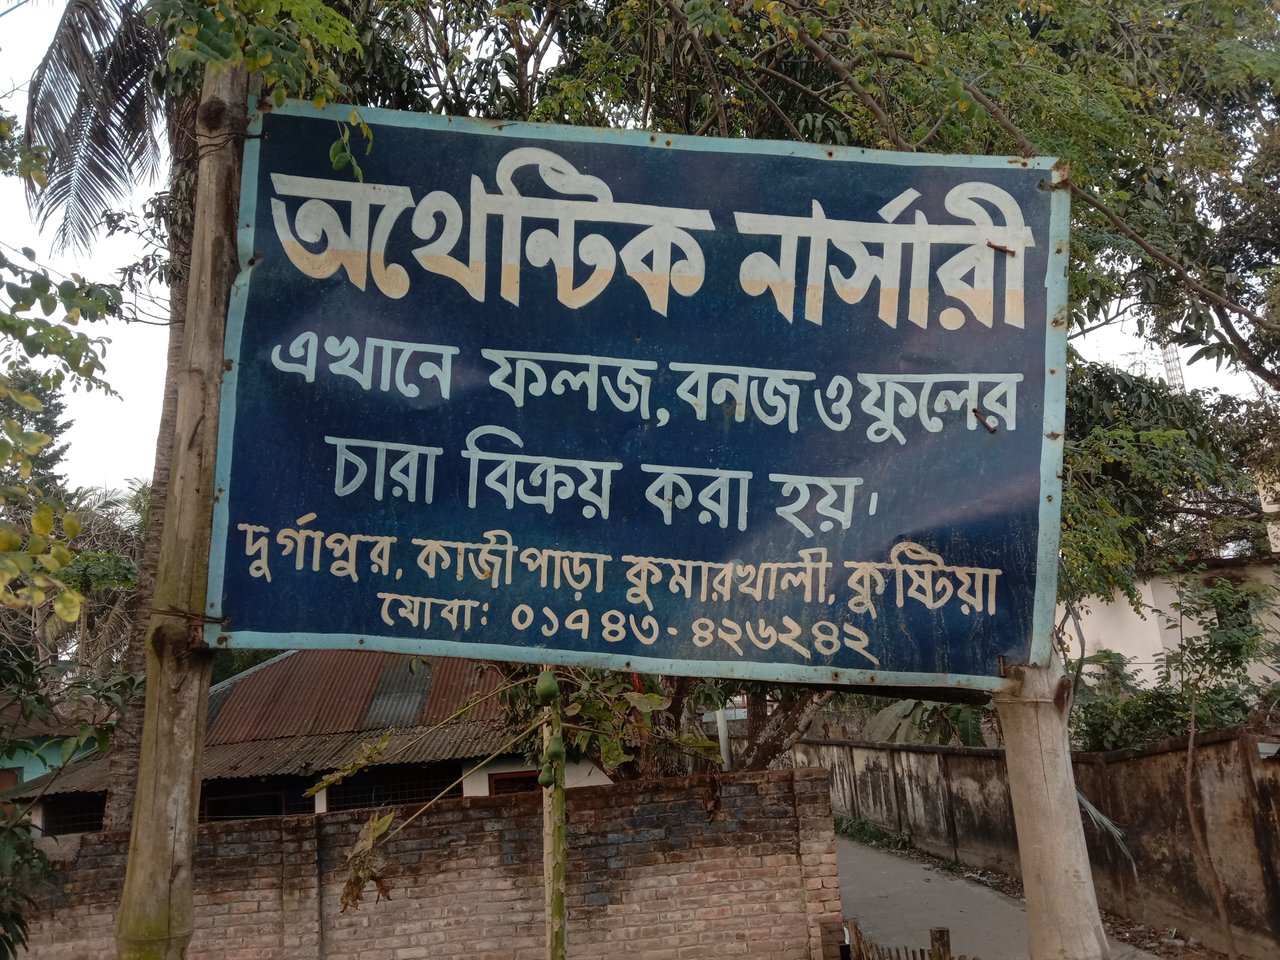 অথেন্টিক নার্সারী
এখানে ফলজ, বনজ ও ফুলের
চারা বিক্রয় করা হয়।
দুর্গাপুর, কাজীপাড়া কুমারখালী, কুষ্টিয়া
মোবা: ০১৭৪৩-৪২৬২৪২